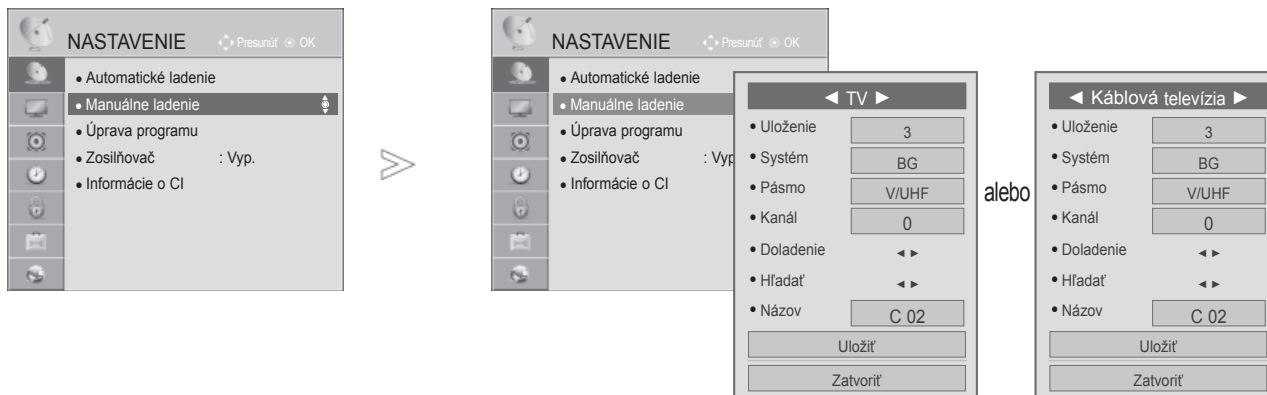 NASTAVENIE
Presunúť OK
• Automatické ladenie
• Manuálne ladenie
• Úprava programu
• Zosilňovač : Vyp.
• Informácie o CI
NASTAVENIE
Presunúť OK
• Automatické ladenie
• Manuálne ladenie
• Úprava programu
• Zosilňovač : Vyp
• Informácie o CI
◄ TV ►
• Uloženie 3
• Systém BG
• Pásmo V/UHF
• Kanál 0
• Doladenie ◄ ►
• Hľadať ◄ ►
• Názov C 02
Uložiť
Zatvoriť
alebo
◄ Káblová televízia ►
• Uloženie 3
• Systém BG
• Pásmo V/UHF
• Kanál 0
• Doladenie ◄ ►
• Hľadať ◄ ►
• Názov C 02
Uložiť
Zatvoriť